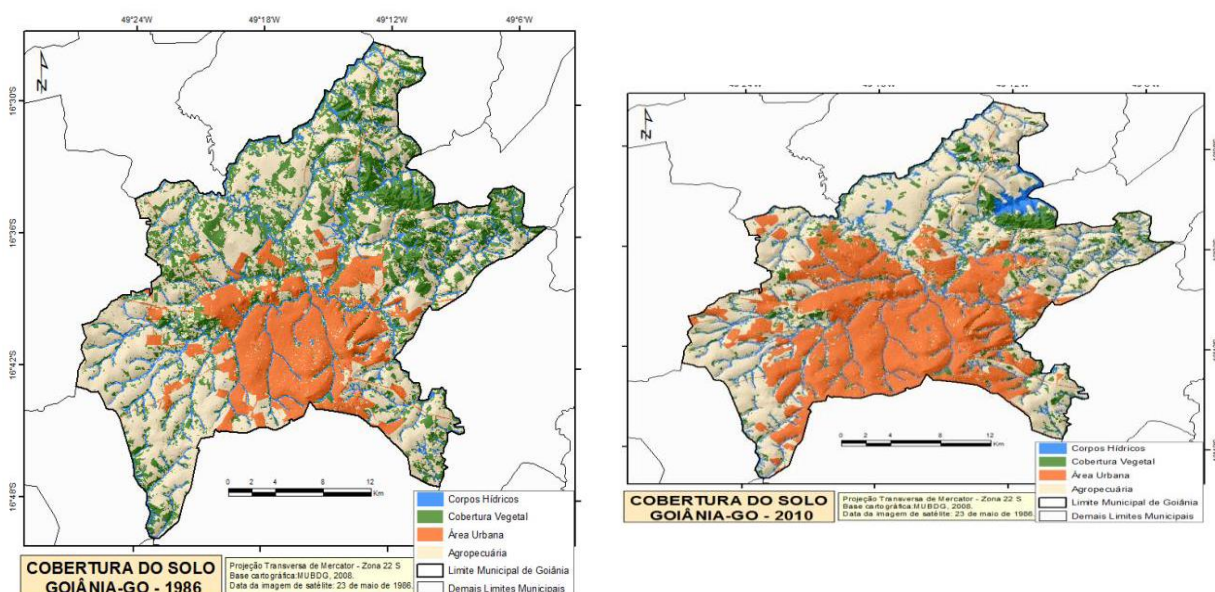 49°24'W 49°18'W 49°12'W 49°6'W
N
16°30'S
16°36'S
16°42'S
16°48'S
0 2 4 8 12
Km
Corpos Hídricos
Cobertura Vegetal
Área Urbana
Agropecuária
Limite Municipal de Goiânia
Demais Limites Municipais
COBERTURA DO SOLO
GOIÂNIA-GO - 1986
Projeção Transversa de Mercator - Zona 22 S
Base cartográfica:MUBDG, 2008.
Data da imagem de satélite: 23 de maio de 1986.
N
0 2 4 8 12
Km
Corpos Hídricos
Cobertura Vegetal
Área Urbana
Agropecuária
Limite Municipal de Goiânia
Demais Limites Municipais
COBERTURA DO SOLO
GOIÂNIA-GO - 2010
Projeção Transversa de Mercator - Zona 22 S
Base cartográfica:MUBDG, 2008.
Data da imagem de satélite: 23 de maio de 1986.